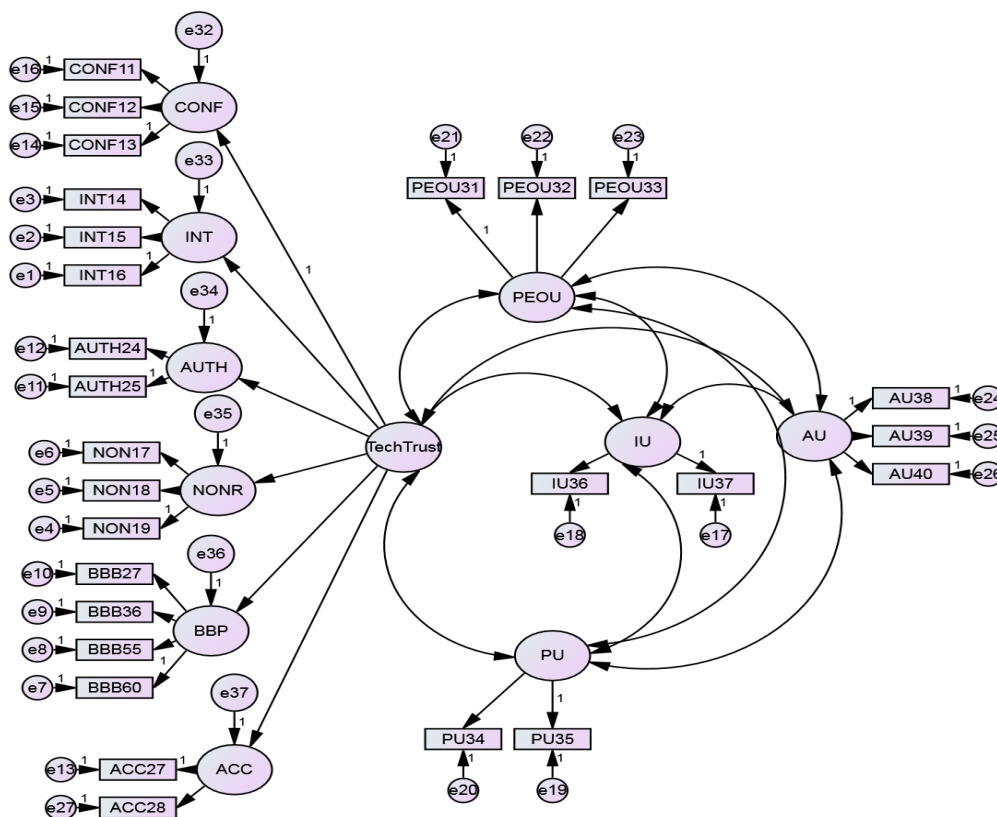 e32
1
e16 1 CONF11
e15 1 CONF12 CONF
e14 1 CONF13 1
e33
1
e3 1 INT14
e2 1 INT15 INT
e1 1 INT16 1
1
e34
1
e12 1 AUTH24
AUTH
e11 1 AUTH25 1
e35
1
e6 1 NON17
e5 1 NON18 NONR
e4 1 NON19 1
e36
1
e10 1 BBB27
e9 1 BBB36
BBP
e8 1 BBB55
e7 1 BBB60 1
e37
1
e13 1 ACC27 1 ACC
e27 1 ACC28
TechTrust
e21 e22 e23
1 1 1
PEOU31 PEOU32 PEOU33
1
PEOU
IU
1
IU36 IU37
1 1
e18 e17
AU
1 AU38 1 e24
AU39 1 e25
AU40 1 e26
PU
1
PU34 PU35
1 1
e20 e19